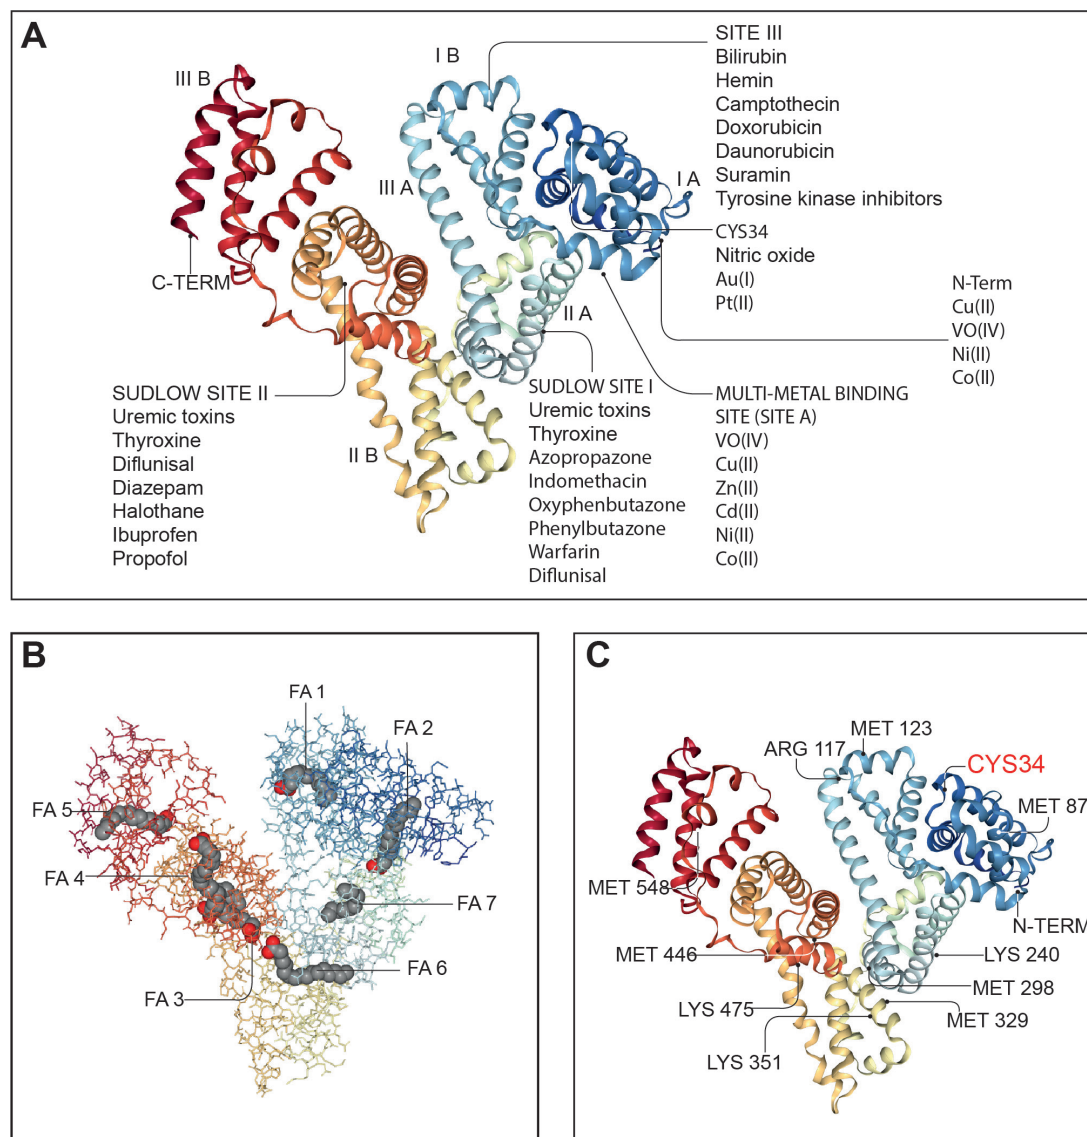 A
III B
I B
III A
I A
II A
II B
C-TERM
SITE III
Bilirubin
Hemin
Camptothecin
Doxorubicin
Daunorubicin
Suramin
Tyrosine kinase inhibitors
CYS34
Nitric oxide
Au(I)
Pt(II)
N-Term
Cu(II)
VO(IV)
Ni(II)
Co(II)
SUDLOW SITE II
Uremic toxins
Thyroxine
Diflunisal
Diazepam
Halothane
Ibuprofen
Propofol
SUDLOW SITE I
Uremic toxins
Thyroxine
Azopropazone
Indomethacin
Oxyphenbutazone
Phenylbutazone
Warfarin
Diflunisal
MULTI-METAL BINDING
SITE (SITE A)
VO(IV)
Cu(II)
Zn(II)
Cd(II)
Ni(II)
Co(II)
B
FA 1
FA 2
FA 5
FA 4
FA 7
FA 6
FA 3
C
MET 123
ARG 117
CYS34
MET 87
MET 548
N-TERM
MET 446
LYS 240
MET 298
LYS 475
MET 329
LYS 351